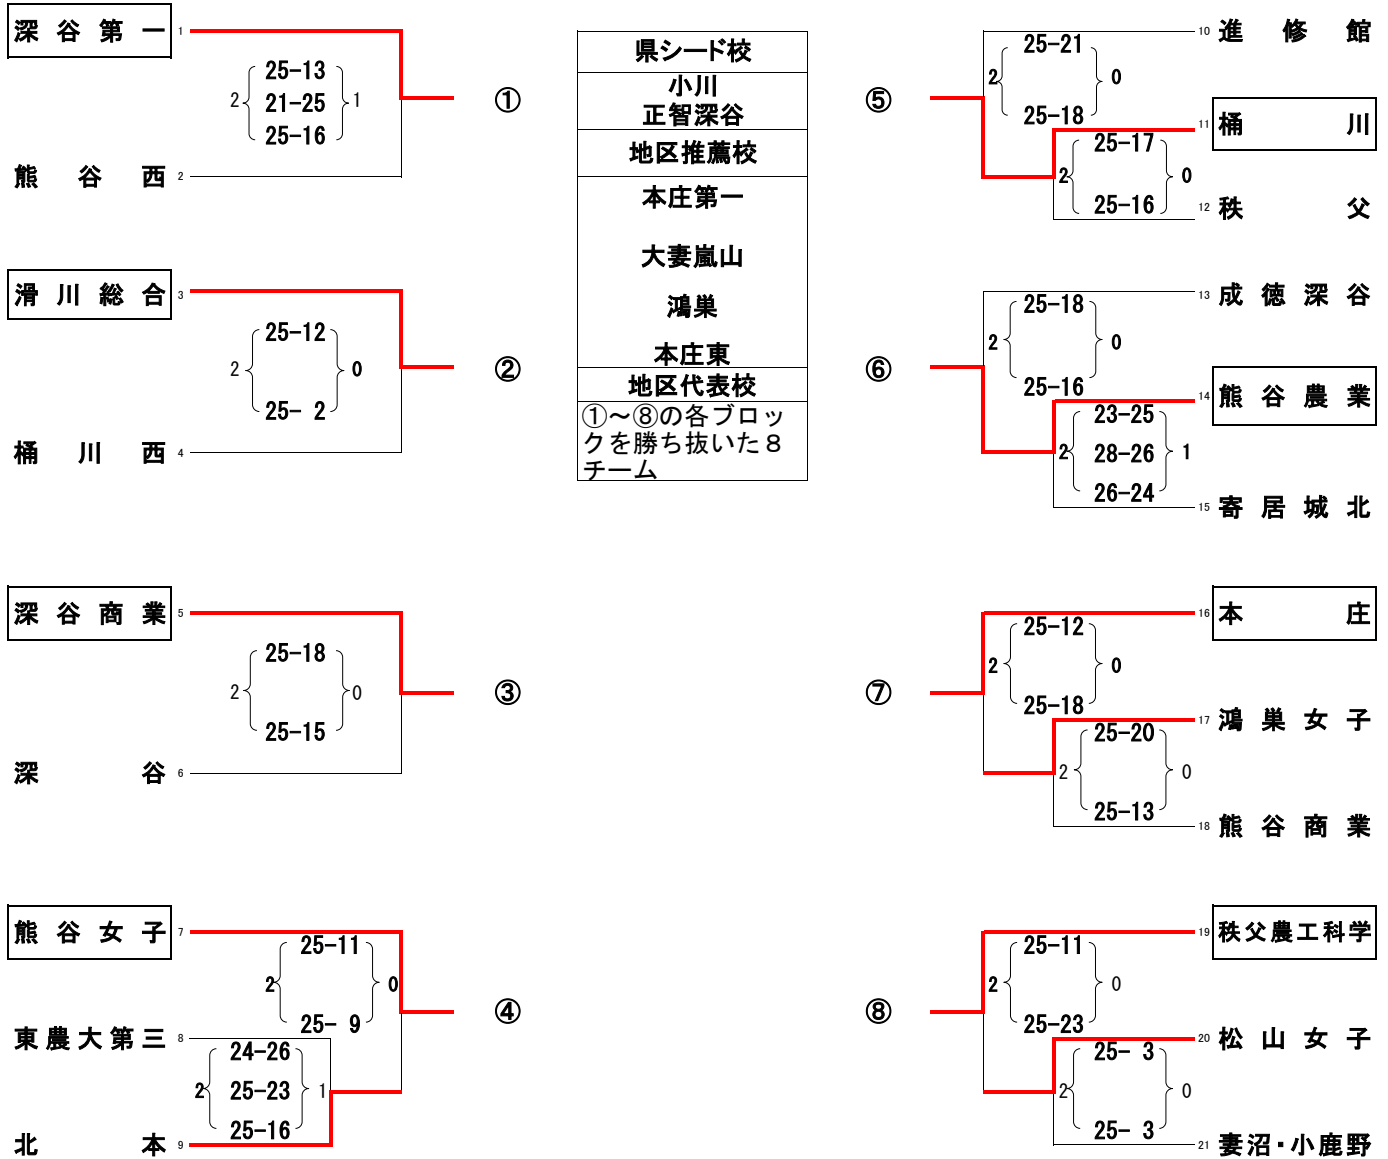 深谷第一 1
25-13
2 21-25 1
25-16
熊谷西 2
①
滑川総合 3
25-12
2 0
25- 2
桶川西 4
②
深谷商業 5
25-18
2 0
25-15
深谷 6
③
熊谷女子 7
25-11
2 0
25- 9
東農大第三 8
24-26
2 25-23 1
25-16
北本 9
④
県シード校
小川
正智深谷
地区推薦校
本庄第一
大妻嵐山
鴻巣
本庄東
地区代表校
①～⑧の各ブロッ
クを勝ち抜いた８
チーム
⑤
10 進修館
25-21
2 0
25-18
11 桶川
25-17
2 0
25-16
12 秩父
⑥
13 成徳深谷
25-18
2 0
25-16
14 熊谷農業
23-25
2 28-26 1
26-24
15 寄居城北
⑦
16 本庄
25-12
2 0
25-18
17 鴻巣女子
25-20
2 0
25-13
18 熊谷商業
⑧
19 秩父農工科学
25-11
2 0
25-23
20 松山女子
25- 3
2 0
25- 3
21 妻沼・小鹿野